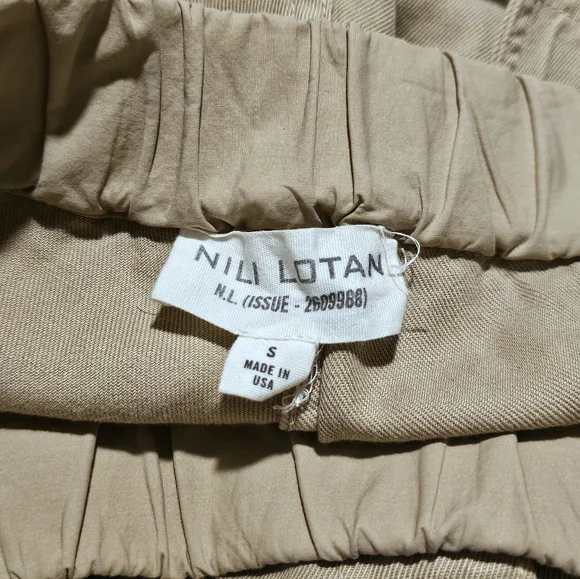 NILI LOTAN
N.L. (ISSUE - 2609988)
S
MADE IN
USA